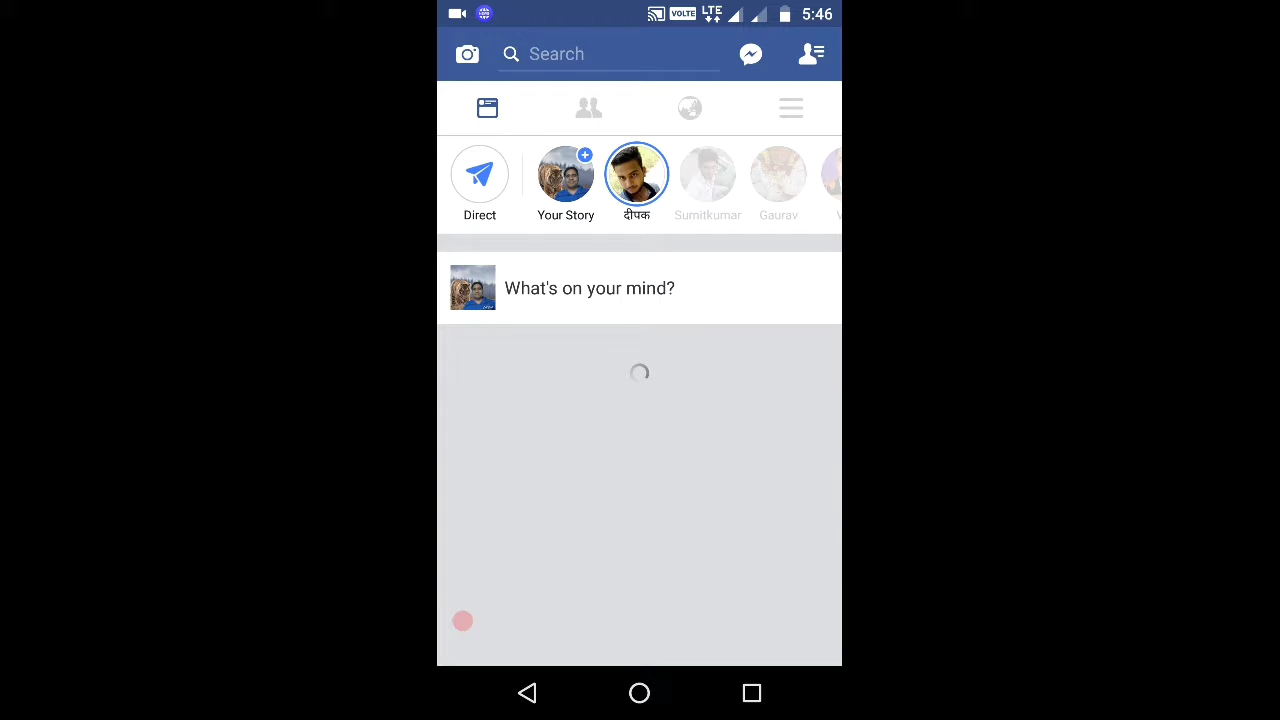 VOLTE LTE 5:46
Search
Direct
Your Story
दीपक
Sumitkumar
Gaurav
V
What's on your mind?